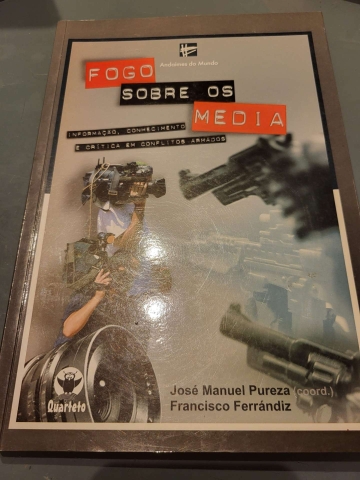 Andaimes do Mundo
FOGO
SOBRE OS
MEDIA
INFORMAÇÃO, CONHECIMENTO
E CRÍTICA EM CONFLITOS ARMADOS
José Manuel Pureza (coord.)
Francisco Ferrándiz
Quarteto